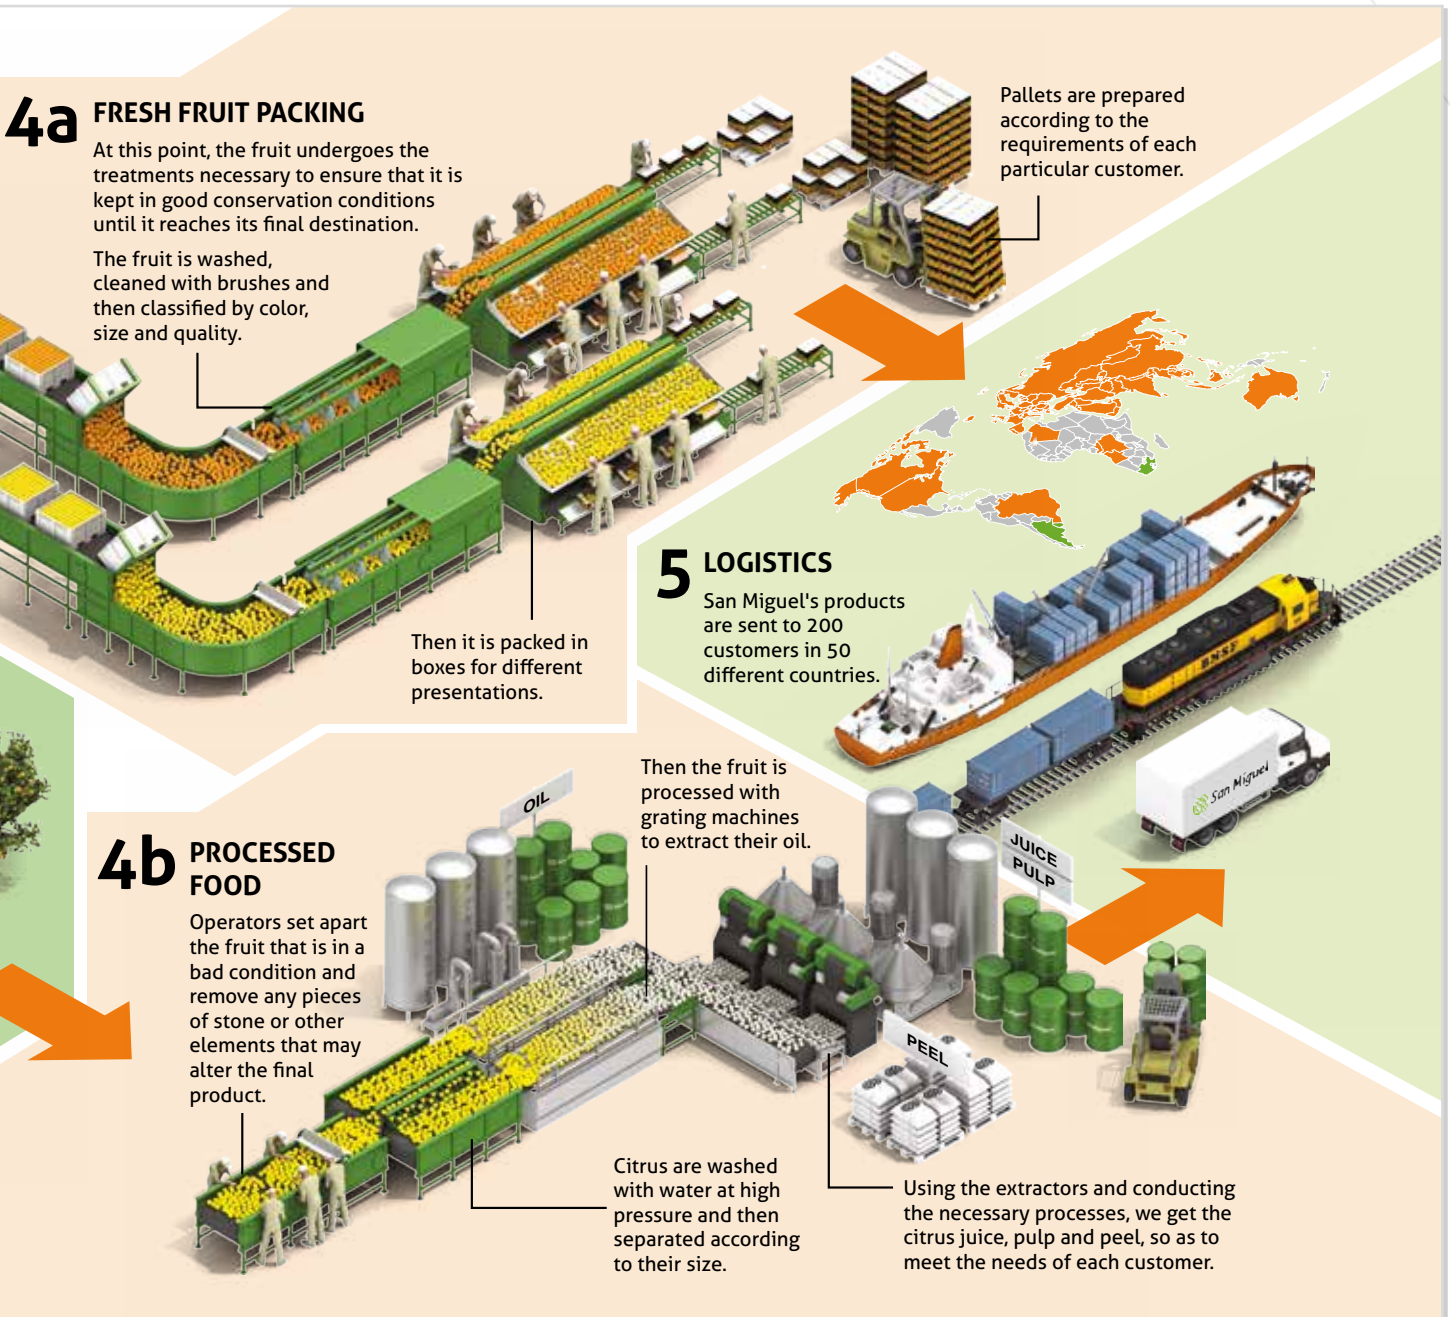 4a FRESH FRUIT PACKING
At this point, the fruit undergoes the
treatments necessary to ensure that it is
kept in good conservation conditions
until it reaches its final destination.
The fruit is washed,
cleaned with brushes and
then classified by color,
size and quality.
Pallets are prepared
according to the
requirements of each
particular customer.
Then it is packed in
boxes for different
presentations.
5 LOGISTICS
San Miguel's products
are sent to 200
customers in 50
different countries.
BNSF
San Miguel
4b PROCESSED
FOOD
Operators set apart
the fruit that is in a
bad condition and
remove any pieces
of stone or other
elements that may
alter the final
product.
OIL
Then the fruit is
processed with
grating machines
to extract their oil.
JUICE
PULP
PEEL
Citrus are washed
with water at high
pressure and then
separated according
to their size.
Using the extractors and conducting
the necessary processes, we get the
citrus juice, pulp and peel, so as to
meet the needs of each customer.